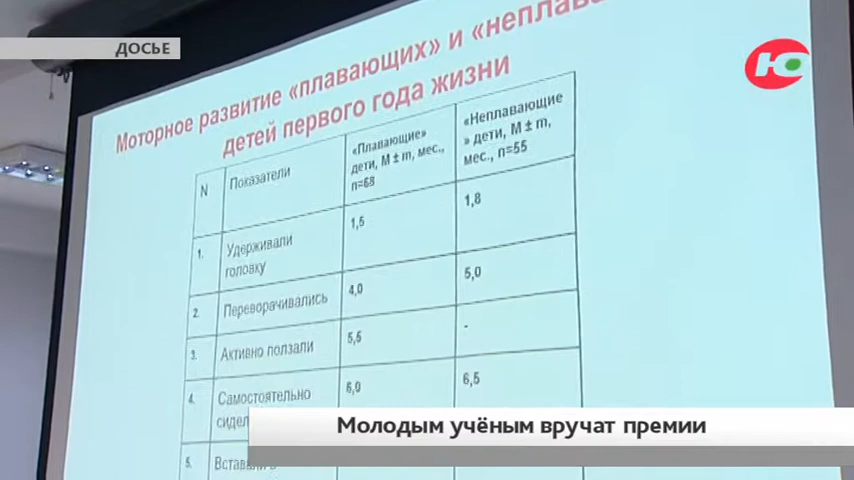 ДОСЬЕ
Ю
Моторное развитие «плавающих» и «неплава
детей первого года жизни
N
Показатели
«Плавающие»
дети, M ± m, мес.,
n=68
«Неплавающие
» дети, M ± m,
мес., n=55
1.
Удерживали
головку
1,5
1,8
2.
Переворачивались
4,0
5,0
3.
Активно ползали
5,5
-
4.
Самостоятельно
сидел
6,0
6,5
5.
Молодым учёным вручат премии